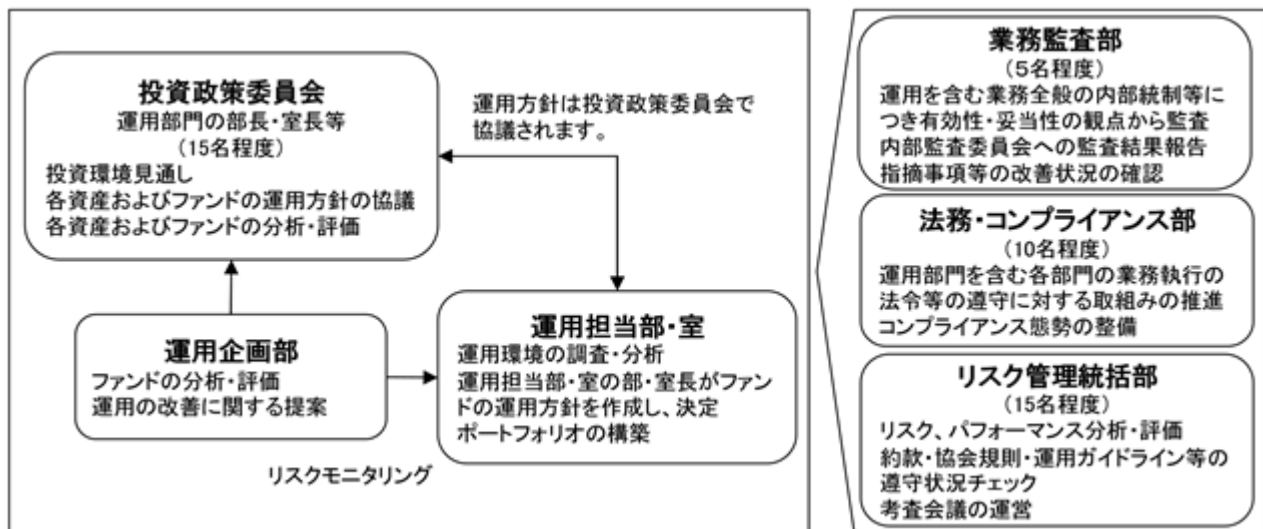 投資政策委員会
運用部門の部長・室長等
(15名程度)
投資環境見通し
各資産およびファンドの運用方針の協議
各資産およびファンドの分析・評価
運用方針は投資政策委員会で
協議されます。
運用企画部
ファンドの分析・評価
運用の改善に関する提案
運用担当部・室
運用環境の調査・分析
運用担当部・室の部・室長がファン
ドの運用方針を作成し、決定
ポートフォリオの構築
リスクモニタリング
業務監査部
(5名程度)
運用を含む業務全般の内部統制等に
つき有効性・妥当性の観点から監査
内部監査委員会への監査結果報告
指摘事項等の改善状況の確認
法務・コンプライアンス部
(10名程度)
運用部門を含む各部門の業務執行の
法令等の遵守に対する取組みの推進
コンプライアンス態勢の整備
リスク管理統括部
(15名程度)
リスク、パフォーマンス分析・評価
約款・協会規則・運用ガイドライン等の
遵守状況チェック
考査会議の運営